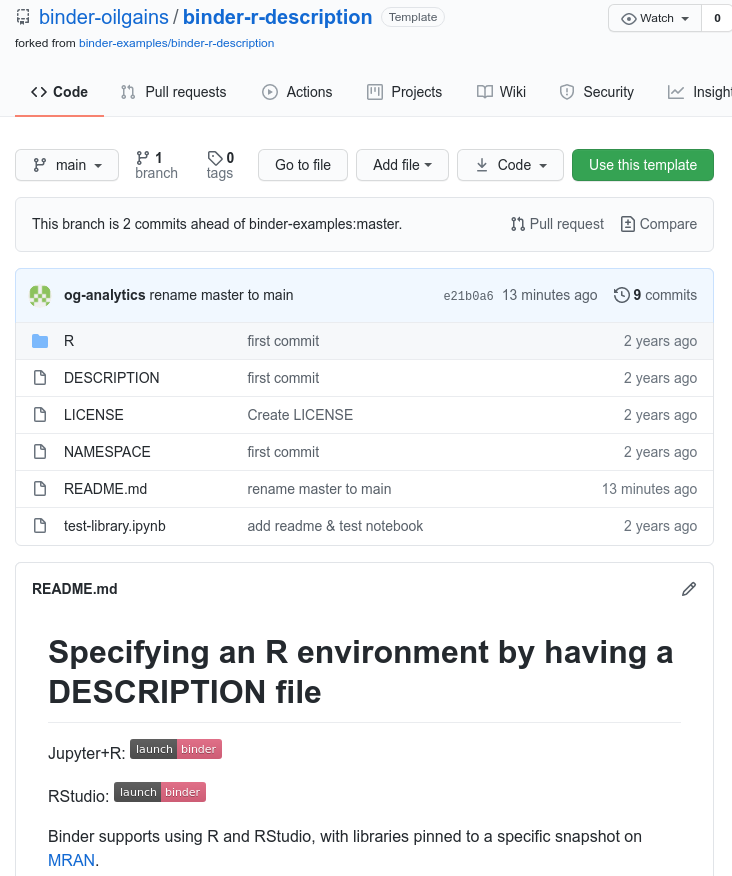 binder-oilgains / binder-r-description Template Watch 0
forked from binder-examples/binder-r-description
Code Pull requests Actions Projects Wiki Security Insigh
main 1 branch 0 tags Go to file Add file Code Use this template
This branch is 2 commits ahead of binder-examples:master. Pull request Compare
og-analytics rename master to main e21b0a6 13 minutes ago 9 commits
R first commit 2 years ago
DESCRIPTION first commit 2 years ago
LICENSE Create LICENSE 2 years ago
NAMESPACE first commit 2 years ago
README.md rename master to main 13 minutes ago
test-library.ipynb add readme & test notebook 2 years ago
README.md
Specifying an R environment by having a
DESCRIPTION file
Jupyter+R: launch binder
RStudio: launch binder
Binder supports using R and RStudio, with libraries pinned to a specific snapshot on
MRAN.